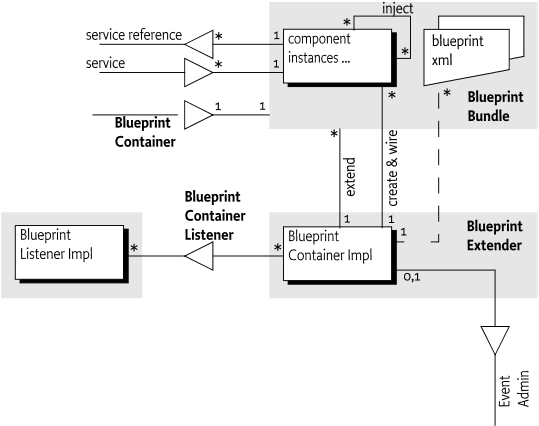 inject
*
service reference
*
1
component
instances ...
*
blueprint
xml
service
*
1
*
*
Blueprint
Bundle
1
1
Blueprint
Container
*
extend
create & wire
Blueprint
Container
Listener
1
1
Blueprint
Extender
Blueprint
Listener Impl
*
*
Blueprint
Container Impl
1
0,1
Event
Admin